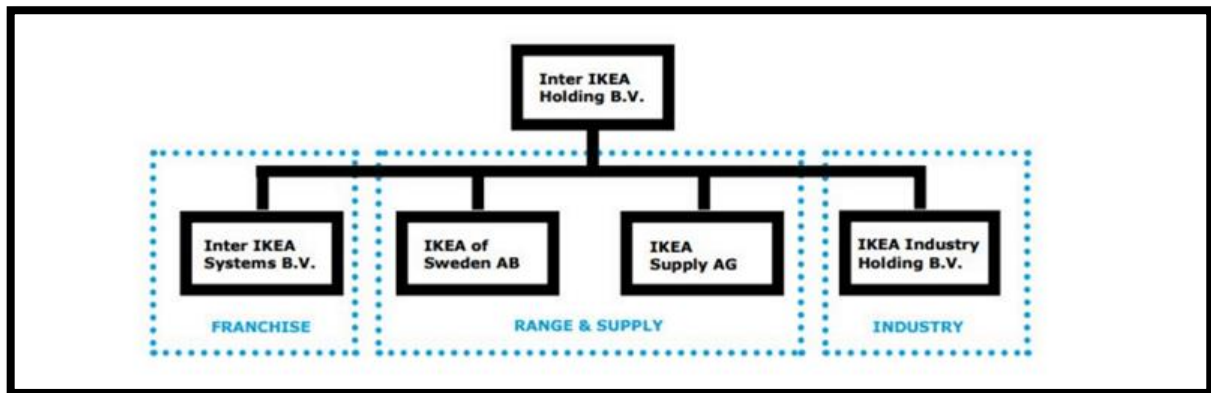 Inter IKEA
Holding B.V.
Inter IKEA
Systems B.V.
IKEA of
Sweden AB
IKEA
Supply AG
IKEA Industry
Holding B.V.
FRANCHISE
RANGE & SUPPLY
INDUSTRY